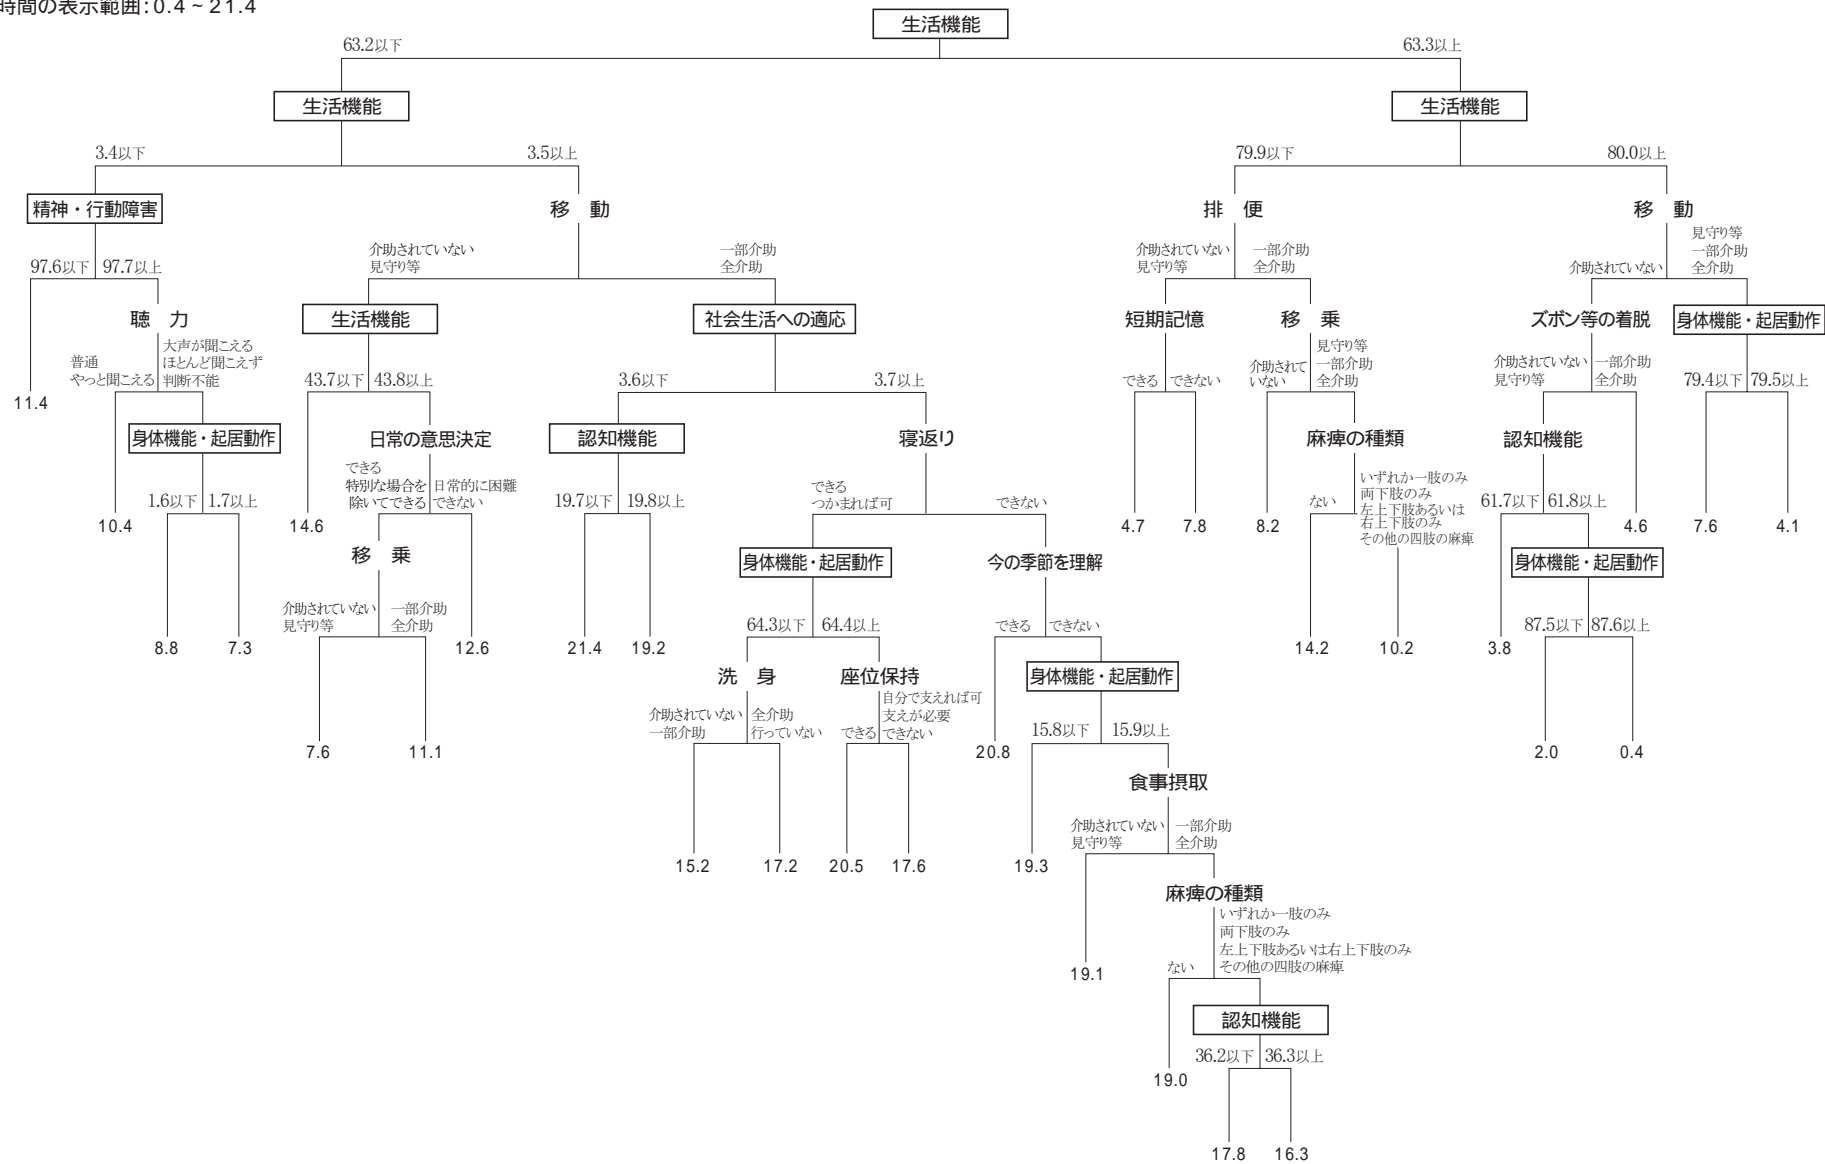 時間の表示範囲：0.4 ~ 21.4
生活機能
63.2以下
63.3以上
生活機能
生活機能
3.4以下
3.5以上
79.9以下
80.0以上
精神・行動障害
移　動
排　便
移　動
97.6以下
97.7以上
介助されていない
見守り等
一部介助
全介助
介助されていない
見守り等
一部介助
全介助
介助されていない
見守り等
一部介助
全介助
聴　力
生活機能
社会生活への適応
短期記憶
移　乗
ズボン等の着脱
身体機能・起居動作
普通
やっと聞こえる
大声が聞こえる
ほとんど聞こえず
判断不能
43.7以下
43.8以上
3.6以下
3.7以上
できる
できない
介助されて
いない
見守り等
一部介助
全介助
介助されていない
見守り等
一部介助
全介助
79.4以下
79.5以上
11.4
身体機能・起居動作
日常の意思決定
認知機能
寝返り
麻痺の種類
認知機能
1.6以下
1.7以上
できる
特別な場合を
除いてできる
日常的に困難
できない
19.7以下
19.8以上
できる
つかまれば可
できない
ない
いずれか一肢のみ
両下肢のみ
左上下肢あるいは
右上下肢のみ
その他の四肢の麻痺
61.7以下
61.8以上
10.4
14.6
4.7
7.8
8.2
4.6
7.6
4.1
移　乗
身体機能・起居動作
今の季節を理解
身体機能・起居動作
介助されていない
見守り等
一部介助
全介助
64.3以下
64.4以上
できる
できない
87.5以下
87.6以上
8.8
7.3
12.6
21.4
19.2
14.2
10.2
3.8
洗　身
座位保持
身体機能・起居動作
介助されていない
一部介助
全介助
行っていない
できる
自分で支えれば可
支えが必要
できない
15.8以下
15.9以上
7.6
11.1
20.8
2.0
0.4
食事摂取
介助されていない
見守り等
一部介助
全介助
15.2
17.2
20.5
17.6
19.3
麻痺の種類
ない
いずれか一肢のみ
両下肢のみ
左上下肢あるいは右上下肢のみ
その他の四肢の麻痺
19.1
認知機能
36.2以下
36.3以上
19.0
17.8
16.3